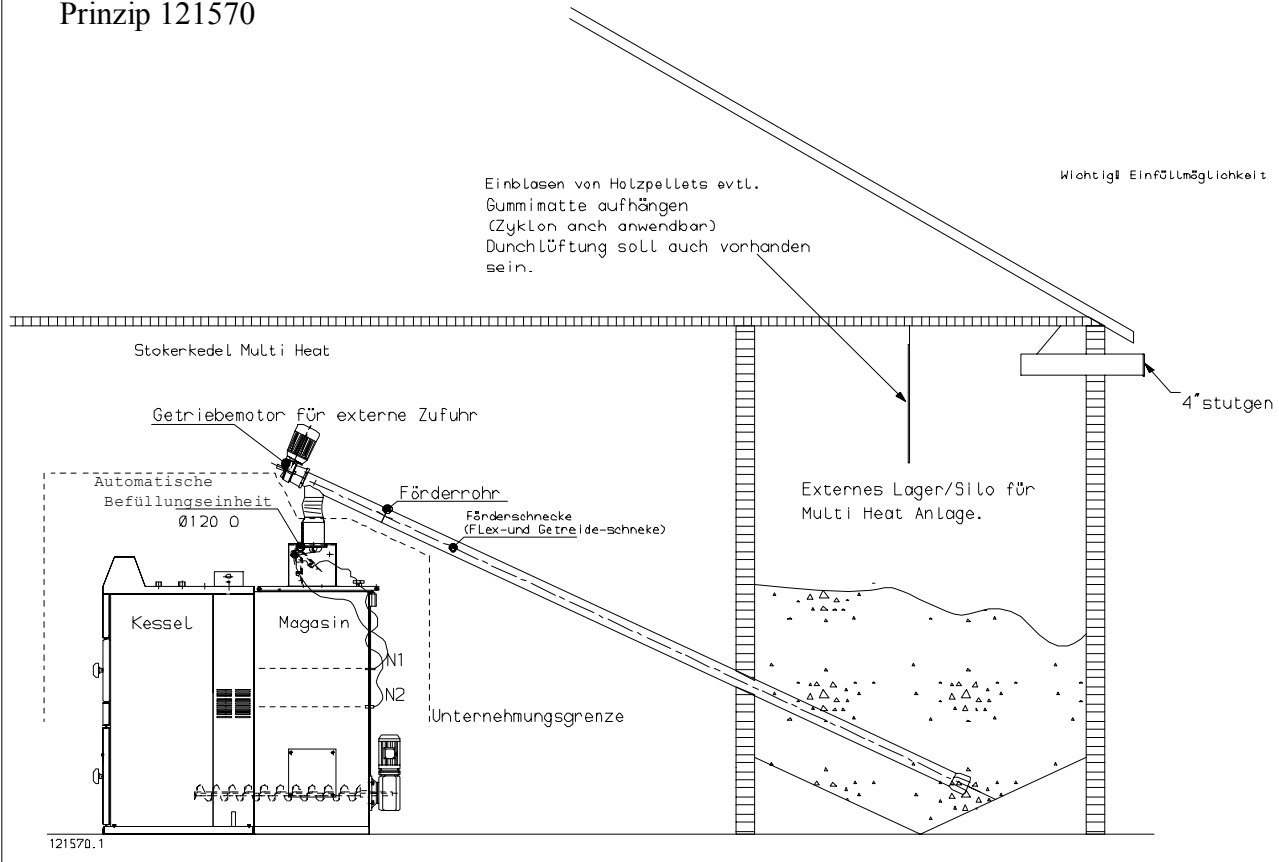 Prinzip 121570
Einblasen von Holzpellets evtl.
Gummimatte aufhängen
(Zyklon anch anwendbar)
Dunchlüftung soll auch vorhanden
sein.
Wichtig! Einfüllmöglichkeit
Stokerkedel Multi Heat
4"stutgen
Getriebemotor für externe Zufuhr
Automatische
Befüllungseinheit
Ø120 O
Förderrohr
Förderschnecke
(FLex-und Getreide-schneke)
Externes Lager/Silo für
Multi Heat Anlage.
Kessel
Magasin
N1
N2
Unternehmungsgrenze
121570.1